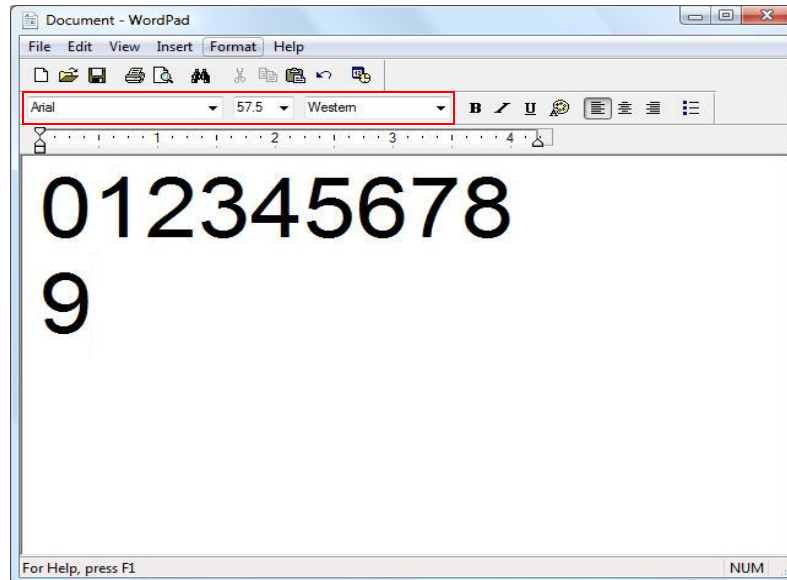 Document - WordPad
File Edit View Insert Format Help
Arial 57.5 Western B U
1 2 3 4
012345678
9
For Help, press F1 NUM